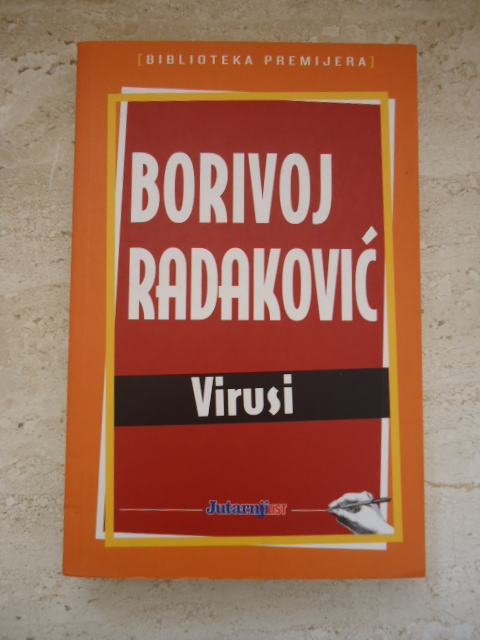 [BIBLIOTEKA PREMIJERA]
BORIVOJ
RADAKOVIĆ
Virusi
Jutarnji LIST